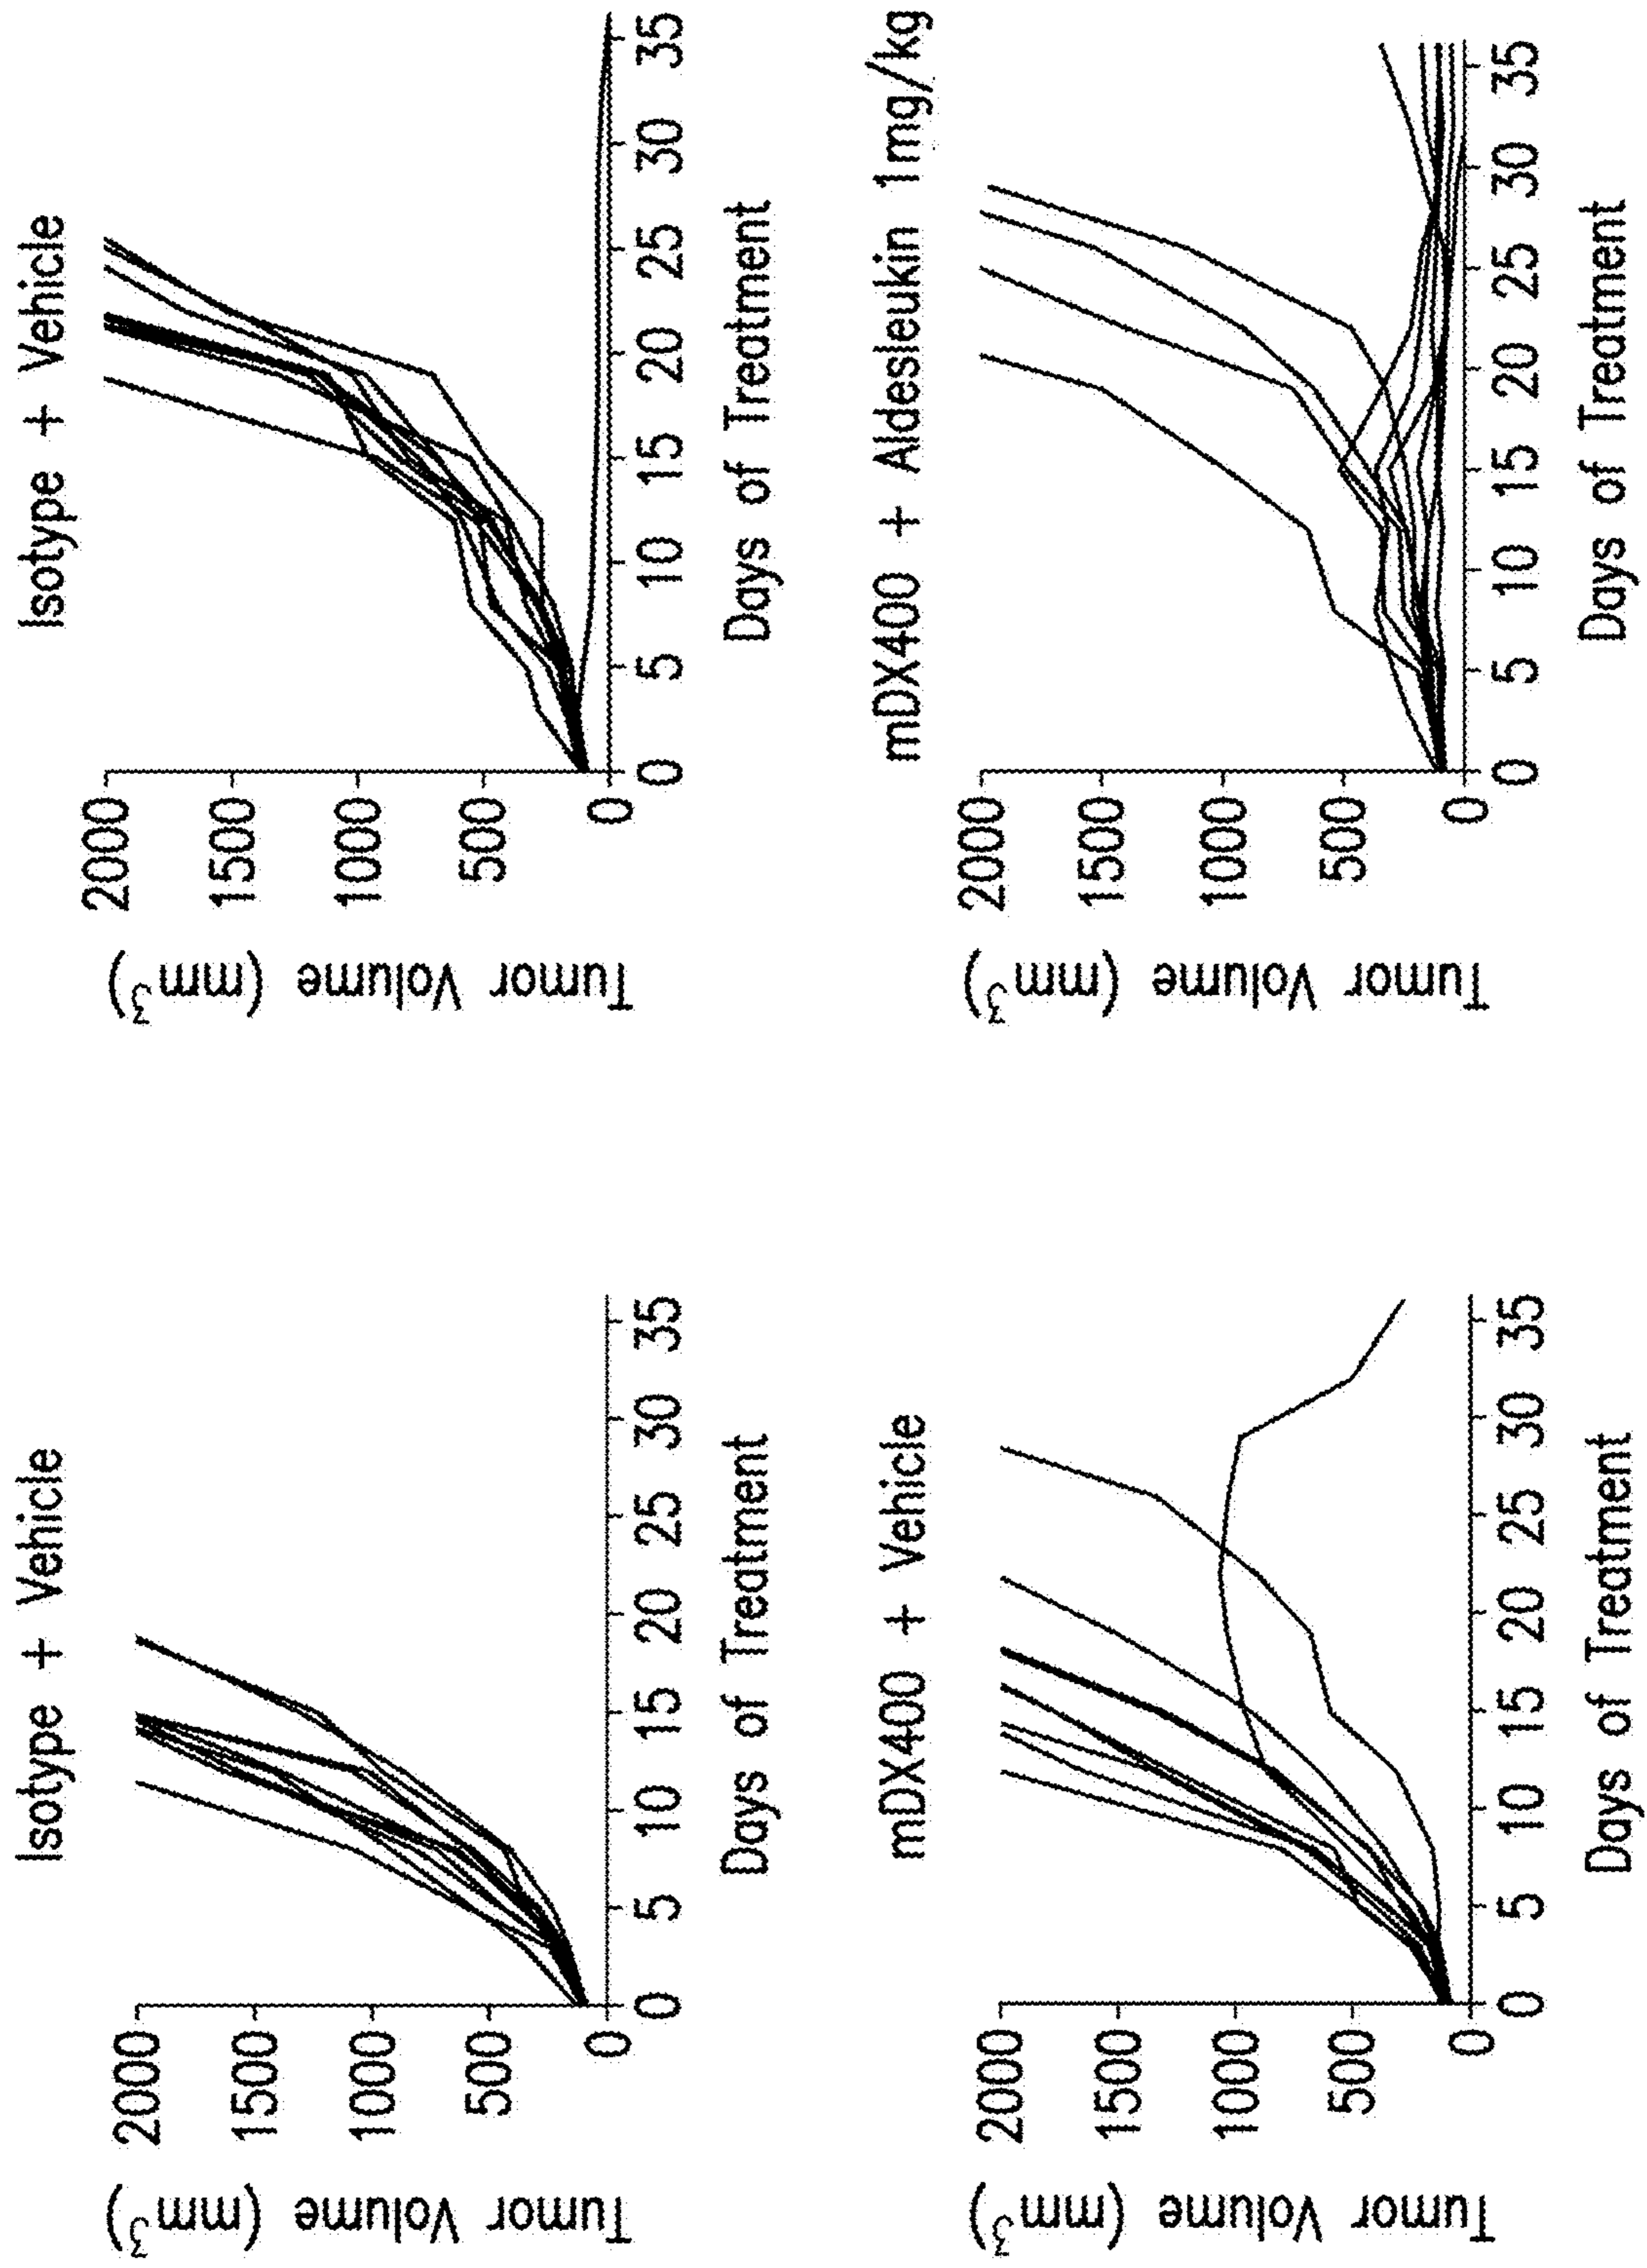 Isotype + Vehicle
Tumor Volume (mm³)
2000
1500
1000
500
0
0 5 10 15 20 25 30 35
Days of Treatment
Isotype + Vehicle
Tumor Volume (mm³)
2000
1500
1000
500
0
0 5 10 15 20 25 30 35
Days of Treatment
mDX400 + Vehicle
Tumor Volume (mm³)
2000
1500
1000
500
0
0 5 10 15 20 25 30 35
Days of Treatment
mDX400 + Aldesleukin 1mg/kg
Tumor Volume (mm³)
2000
1500
1000
500
0
0 5 10 15 20 25 30 35
Days of Treatment